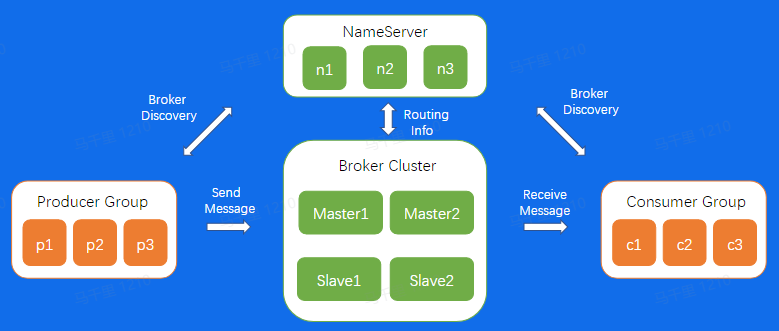 NameServer
n1 n2 n3
Broker
Discovery
Routing
Info
Broker
Discovery
Producer Group
p1 p2 p3
Send
Message
Broker Cluster
Master1 Master2
Slave1 Slave2
Receive
Message
Consumer Group
c1 c2 c3